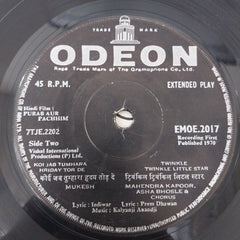 TRADE MARK
ODEON
Regd. Trade Mark of The Gramophone Co., Ltd.
45 R.P.M.
EXTENDED PLAY
Hindi Film :
PURAB AUR
PACHHIM
7TJE.2202
EMOE.2017
Side Two
Recording First
Published 1970
Vishal International
Productions (P) Ltd.
KOI JAB TUMHARA
HRIDAY TOR DE
कोई जब तुम्हारा हृदय तोड़ दे
MUKESH
TWINKLE
TWINKLE LITTLE STAR
ट्विंकिल ट्विंकिल लिटल स्टार
MAHENDRA KAPOOR,
ASHA BHOSLE &
CHORUS
Lyric : Indiwar
Lyric : Prem Dhawan
Music : Kalyanji Anandji